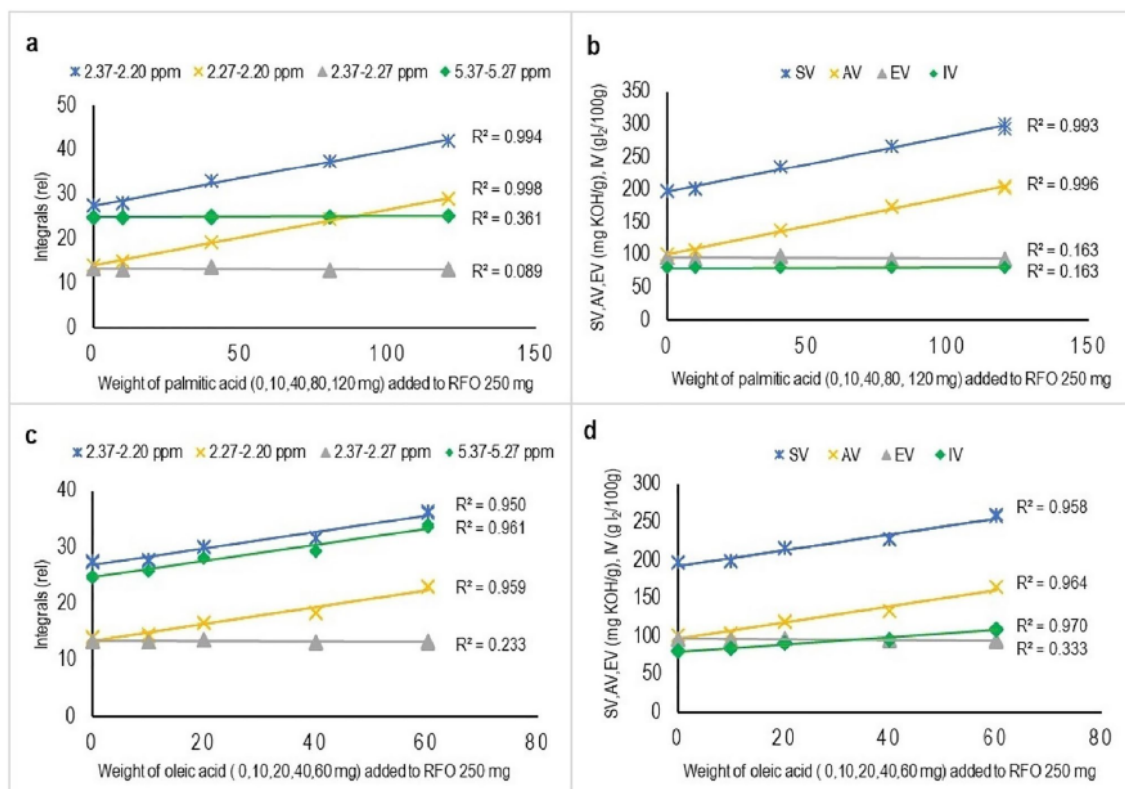 a
2.37-2.20 ppm 2.27-2.20 ppm 2.37-2.27 ppm 5.37-5.27 ppm
Integrals (rel)
50
40
30
20
10
0
R² = 0.994
R² = 0.998
R² = 0.361
R² = 0.089
0 50 100 150
Weight of palmitic acid (0,10,40,80,120 mg) added to RFO 250 mg
b
SV AV EV IV
SV,AV,EV (mg KOH/g), IV (gI₂/100g)
350
300
250
200
150
100
50
0
R² = 0.993
R² = 0.996
R² = 0.163
R² = 0.163
0 50 100 150
Weight of palmitic acid (0,10,40,80, 120 mg) added to RFO 250 mg
c
2.37-2.20 ppm 2.27-2.20 ppm 2.37-2.27 ppm 5.37-5.27 ppm
Integrals (rel)
40
30
20
10
0
R² = 0.950
R² = 0.961
R² = 0.959
R² = 0.233
0 20 40 60 80
Weight of oleic acid ( 0,10,20,40,60 mg) added to RFO 250 mg
d
SV AV EV IV
SV,AV,EV (mg KOH/g), IV (g I₂/100g)
300
250
200
150
100
50
0
R² = 0.958
R² = 0.964
R² = 0.970
R² = 0.333
0 20 40 60 80
Weight of oleic acid ( 0,10,20,40,60 mg) added to RFO 250 mg